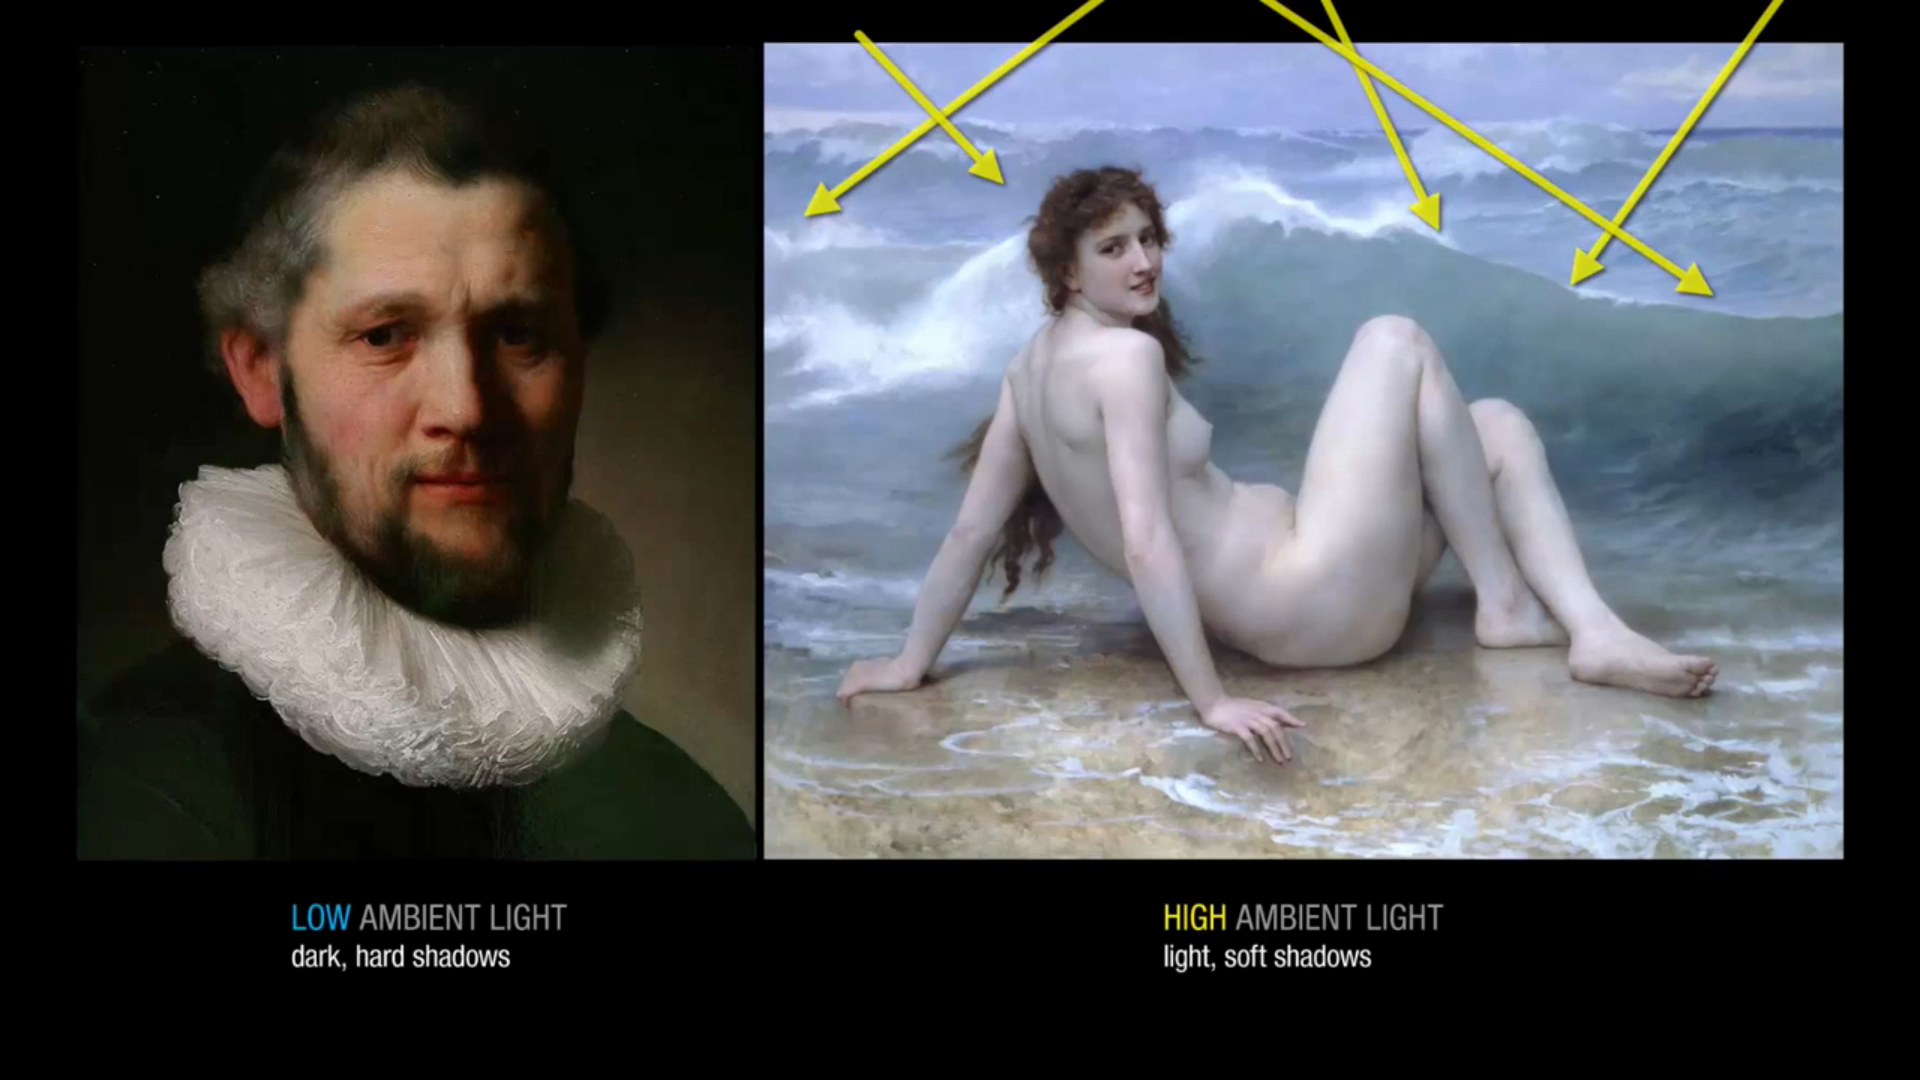 LOW AMBIENT LIGHT
dark, hard shadows
HIGH AMBIENT LIGHT
light, soft shadows